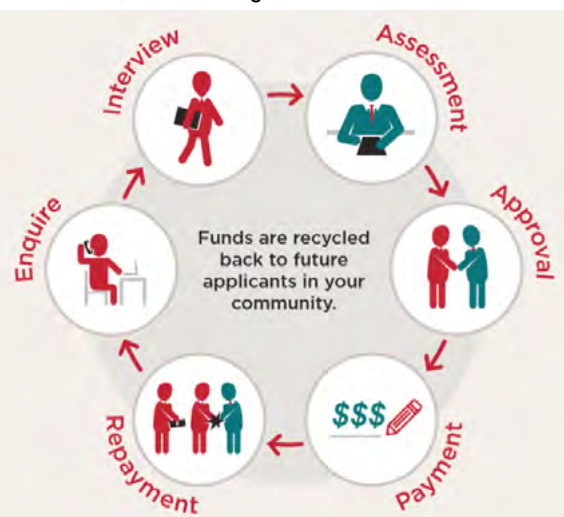 Interview
Assessment
Enquire
Approval
Funds are recycled
back to future
applicants in your
community.
$$$
Repayment
Payment